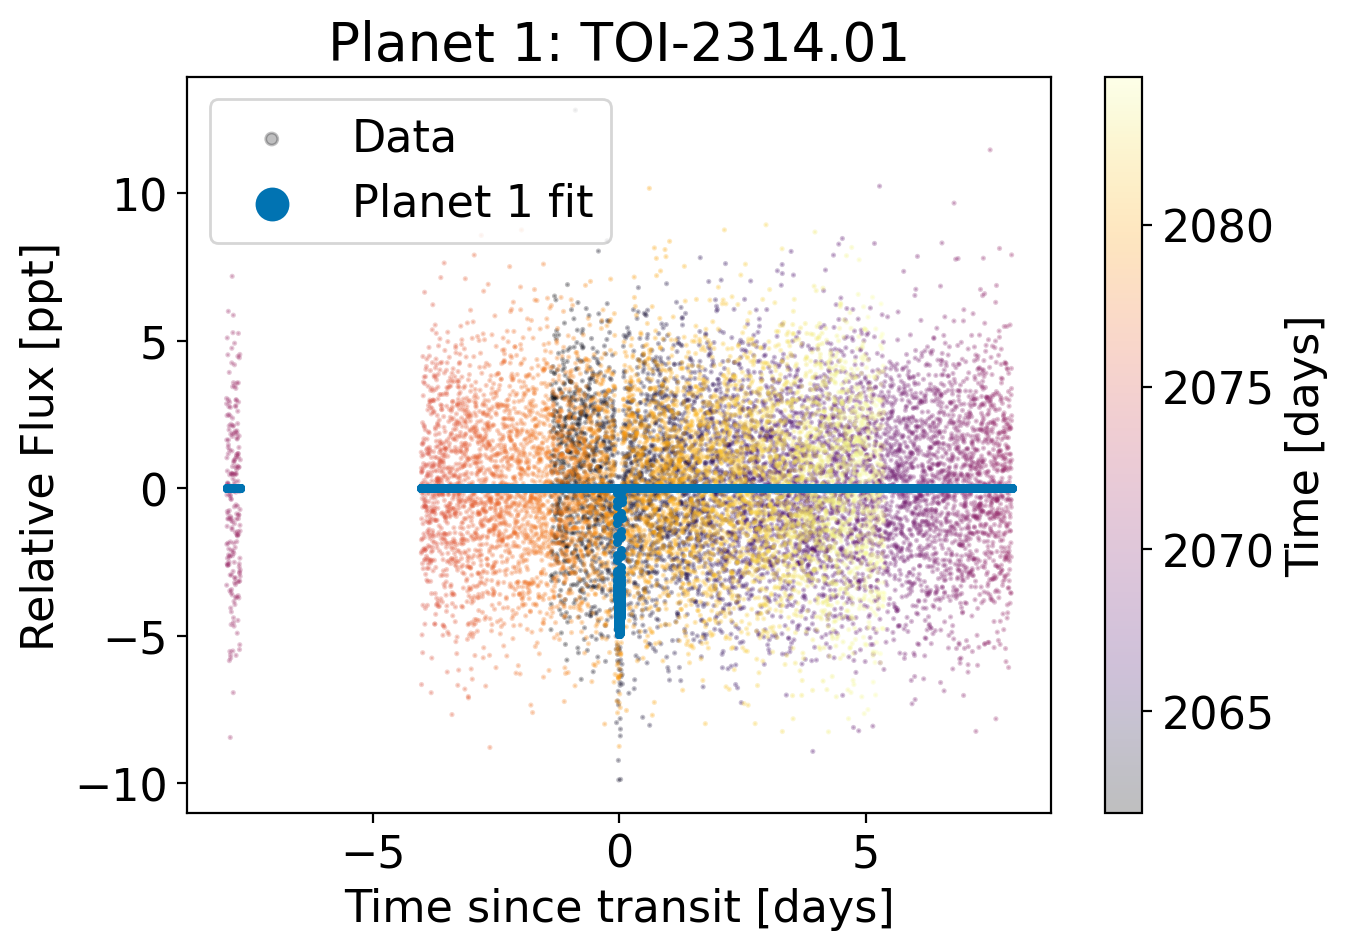 Planet 1: TOI-2314.01
Data
Planet 1 fit
Relative Flux [ppt]
10
5
0
−5
−10
−5
0
5
Time since transit [days]
2080
2075
2070
2065
Time [days]